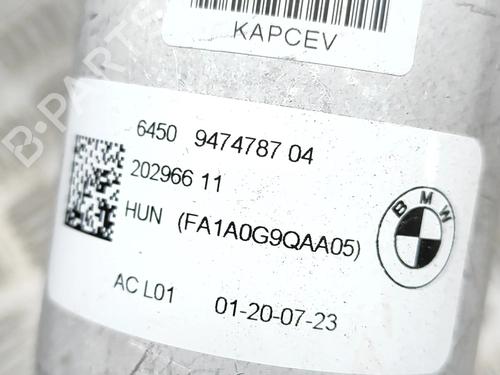 KAPCEV
6450 9474787 04
202966 11
HUN (FA1A0G9QAA05)
BMW
AC L01 01-20-07-23
B-PARTS